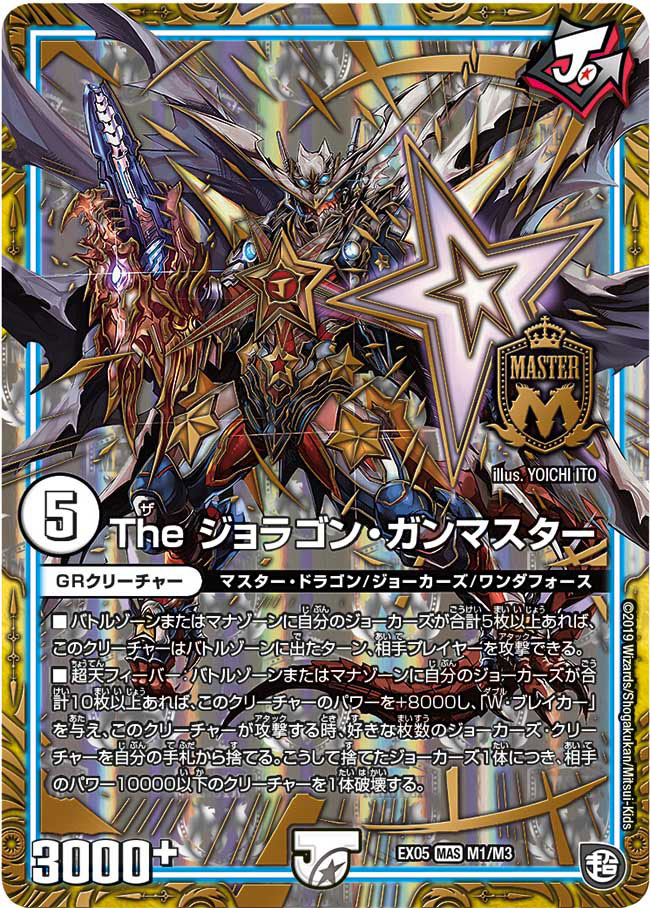 J
MASTER
M
illus. YOICHI ITO
5
ザ
The ジョラゴン・ガンマスター
GRクリーチャー
マスター・ドラゴン/ジョーカーズ/ワンダフォース
■バトルゾーンまたはマナゾーンに自分のジョーカーズが合計5枚以上あれば、
このクリーチャーはバトルゾーンに出たターン、相手プレイヤーを攻撃できる。
■超天フィーバー:バトルゾーンまたはマナゾーンに自分のジョーカーズが合
計10枚以上あれば、このクリーチャーのパワーを+8000し、「W・ブレイカー」
を与え、このクリーチャーが攻撃する時、好きな枚数のジョーカーズ・クリー
チャーを自分の手札から捨てる。こうして捨てたジョーカーズ1体につき、相手
のパワー10000以下のクリーチャーを1体破壊する。
©2019 Wizards/Shogakukan/Mitsui-Kids
3000+
J
EX05 MAS M1/M3
超